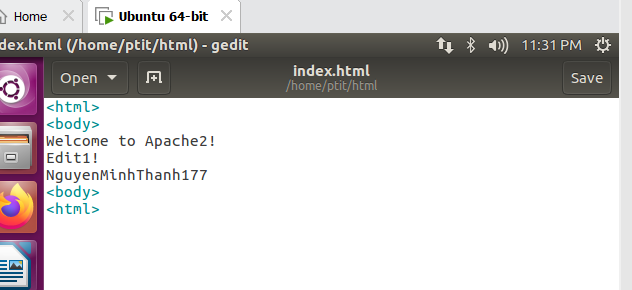 Home
Ubuntu 64-bit
dex.html (/home/ptit/html) - gedit
11:31 PM
Open
index.html
/home/ptit/html
Save
<html>
<body>
Welcome to Apache2!
Edit1!
NguyenMinhThanh177
<body>
<html>